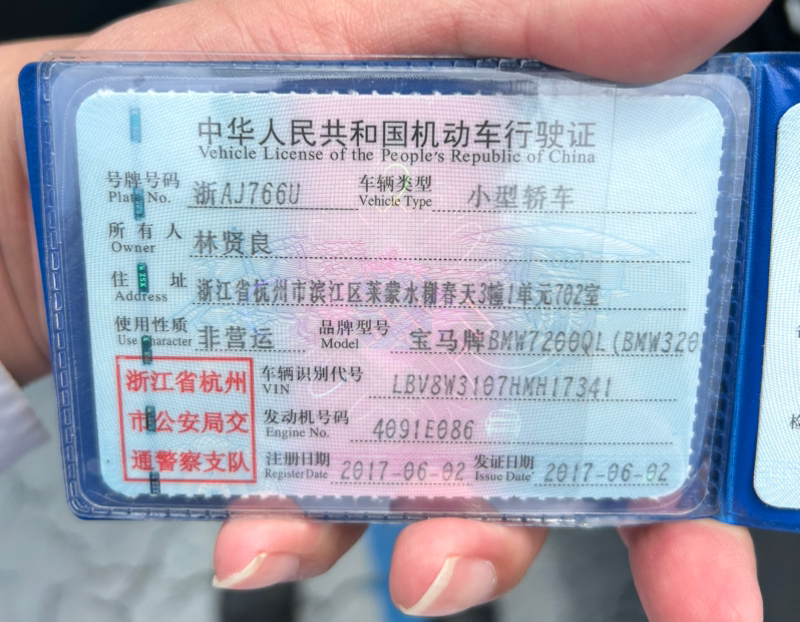 中华人民共和国机动车行驶证
Vehicle License of the People's Republic of China
号牌号码 浙AJ766U 车辆类型 小型轿车
Plate No. Vehicle Type
所有人 林贤良
Owner
住址 浙江省杭州市滨江区莱蒙水榭春天3幢1单元702室
Address
使用性质 非营运 品牌型号 宝马牌BMW7200QL(BMW320
Use Character Model
浙江省杭州
市公安局交
通警察支队
车辆识别代号 LBV8W3107HMH17341
VIN
发动机号码 4091E086
Engine No.
注册日期 2017-06-02 发证日期 2017-06-02
Register Date Issue Date